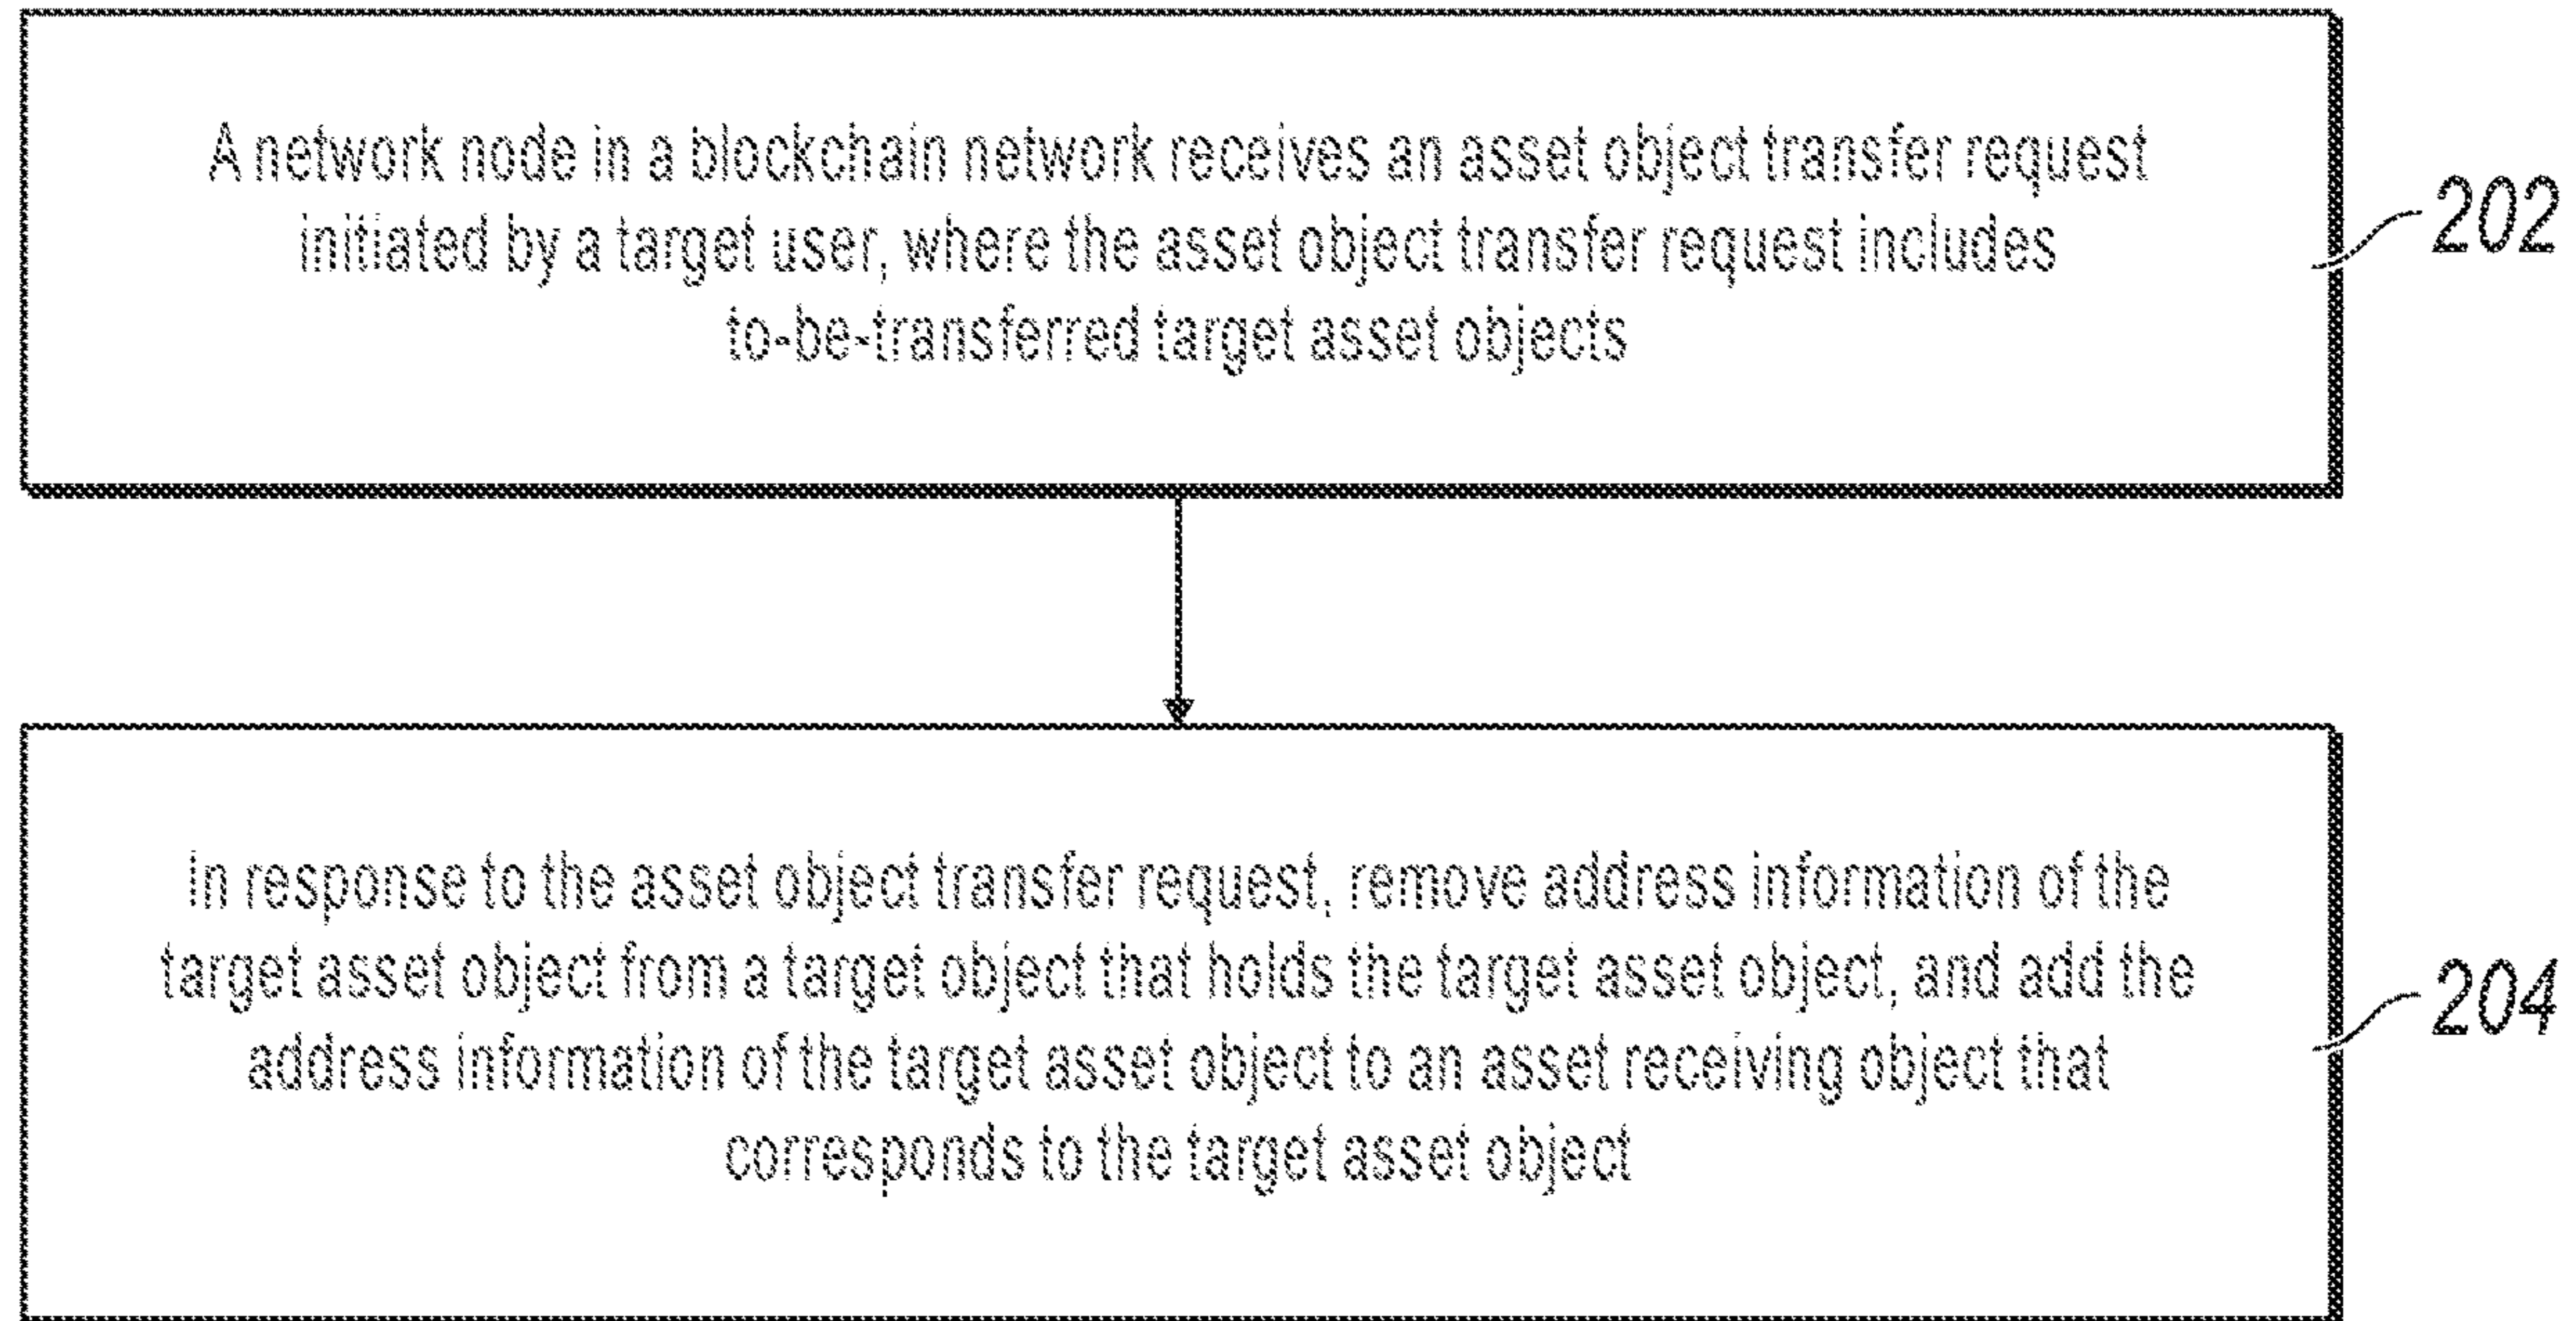 A network node in a blockchain network receives an asset object transfer request
initiated by a target user, where the asset object transfer request includes
to-be-transferred target asset objects
202
In response to the asset object transfer request, remove address information of the
target asset object from a target object that holds the target asset object, and add the
address information of the target asset object to an asset receiving object that
corresponds to the target asset object
204